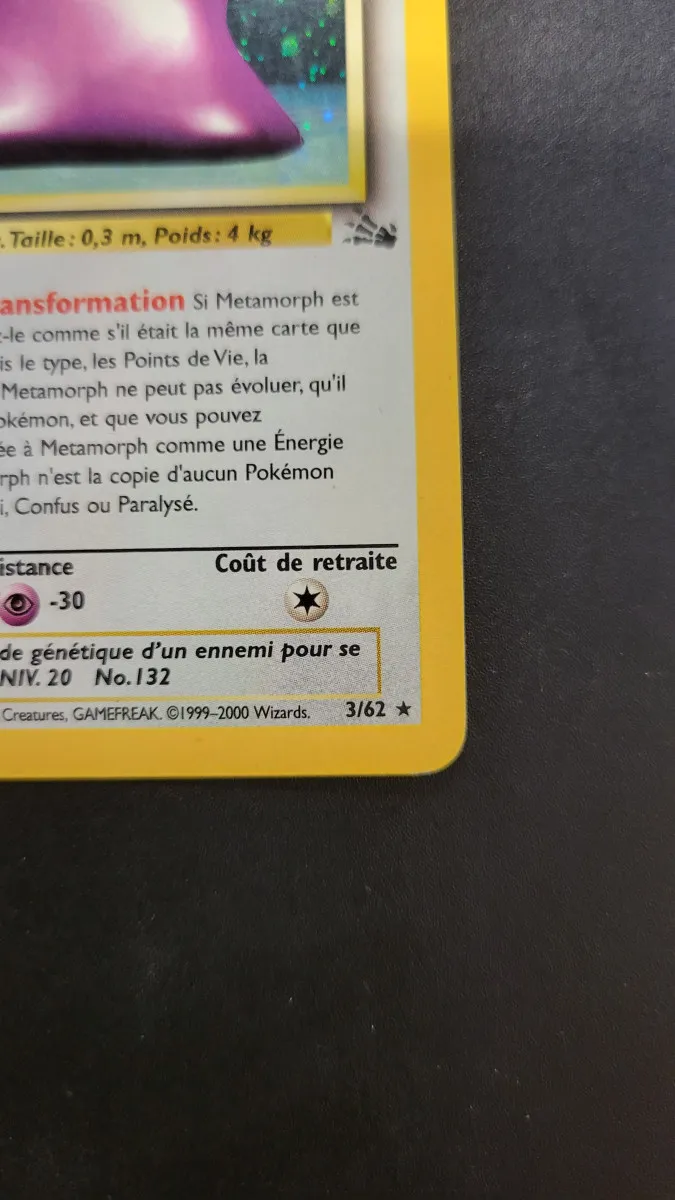 . Taille : 0,3 m, Poids : 4 kg
ansformation Si Metamorph est
z-le comme s'il était la même carte que
is le type, les Points de Vie, la
Metamorph ne peut pas évoluer, qu'il
okémon, et que vous pouvez
ée à Metamorph comme une Énergie
rph n'est la copie d'aucun Pokémon
i, Confus ou Paralysé.
istance
Coût de retraite
-30
de génétique d'un ennemi pour se
NIV. 20 No.132
Creatures, GAMEFREAK. ©1999–2000 Wizards. 3/62 ★